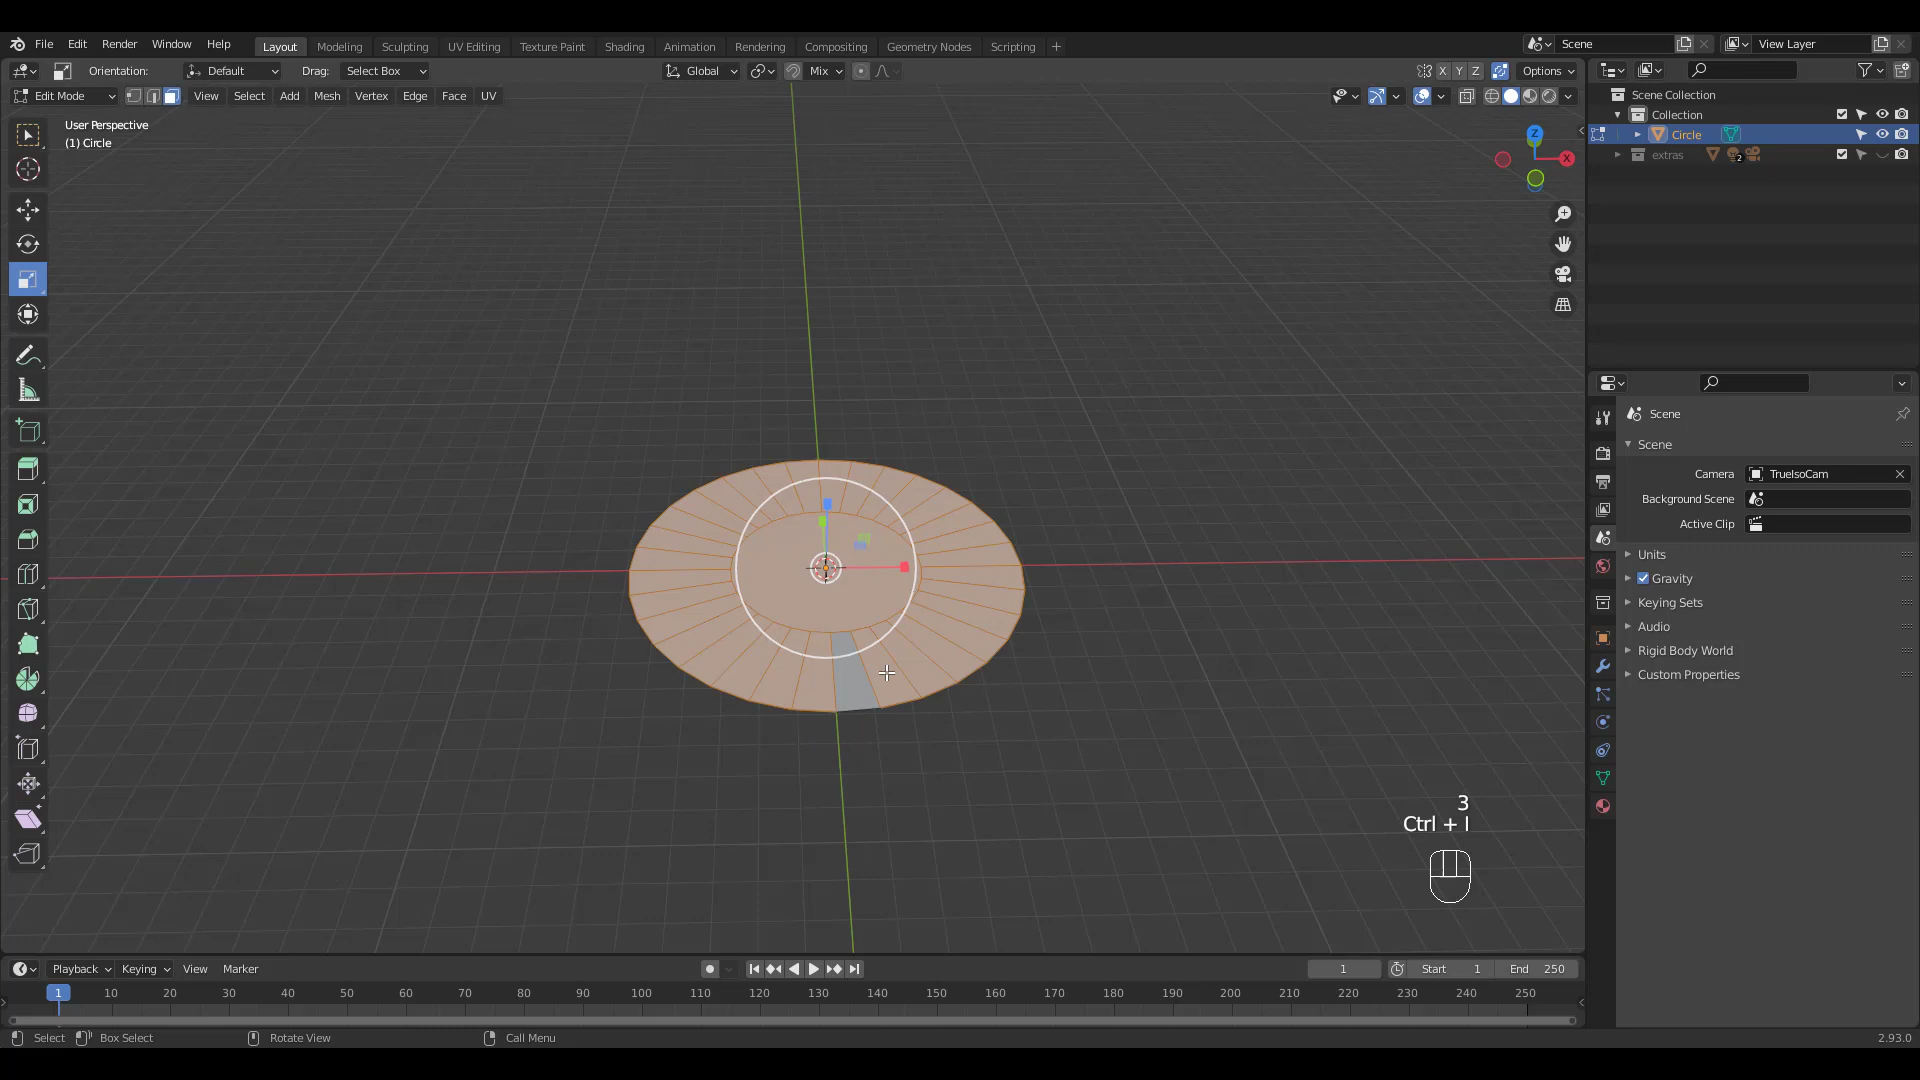 File Edit Render Window Help Layout Modeling Sculpting UV Editing Texture Paint Shading Animation Rendering Compositing Geometry Nodes Scripting + Scene View Layer
Orientation: Default Drag: Select Box Global Mix X Y Z Options
Edit Mode View Select Add Mesh Vertex Edge Face UV
User Perspective
(1) Circle
Z
X
Scene Collection
Collection
Circle
extras 2
Scene
Scene
Camera TrueIsoCam
Background Scene
Active Clip
Units
Gravity
Keying Sets
Audio
Rigid Body World
Custom Properties
3
Ctrl + I
Playback Keying View Marker 1 Start 1 End 250
1 10 20 30 40 50 60 70 80 90 100 110 120 130 140 150 160 170 180 190 200 210 220 230 240 250
Select Box Select Rotate View Call Menu 2.93.0